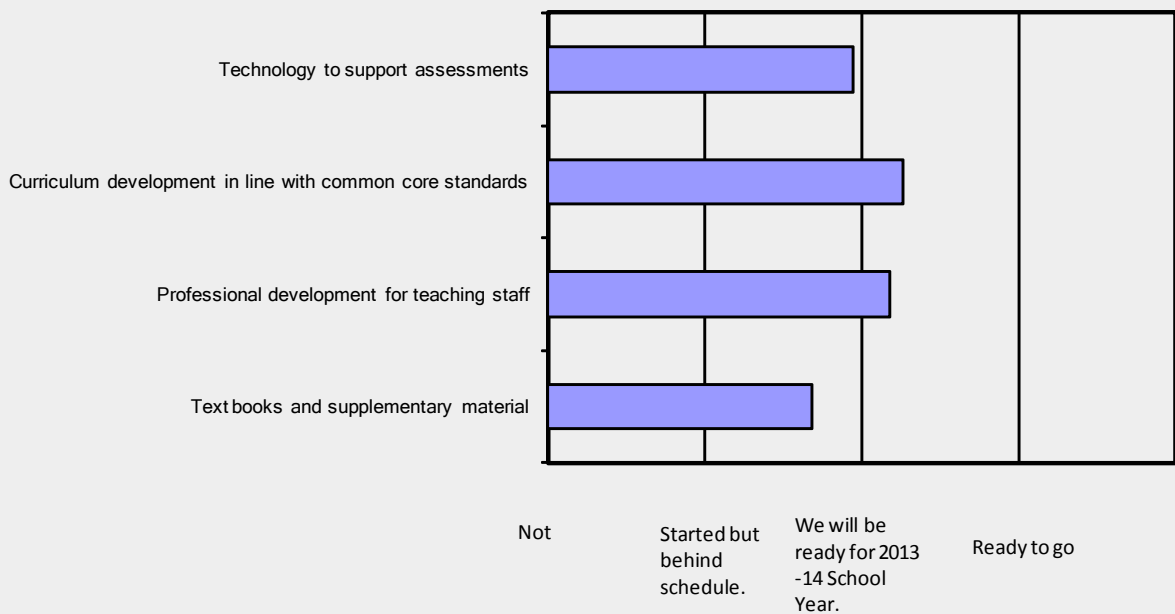 Technology to support assessments
Curriculum development in line with common core standards
Professional development for teaching staff
Text books and supplementary material
Not
Started but
behind
schedule.
We will be
ready for 2013
-14 School
Year.
Ready to go